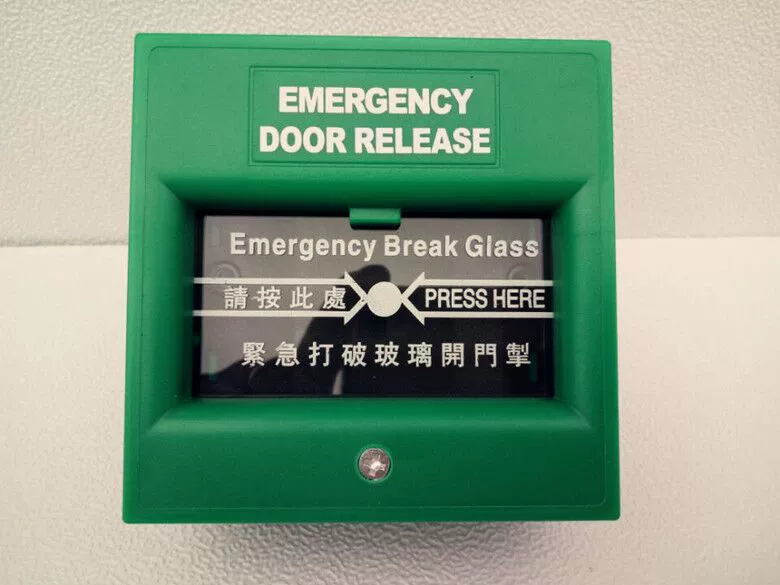 EMERGENCY
DOOR RELEASE
Emergency Break Glass
請按此處 PRESS HERE
緊急打破玻璃開門掣